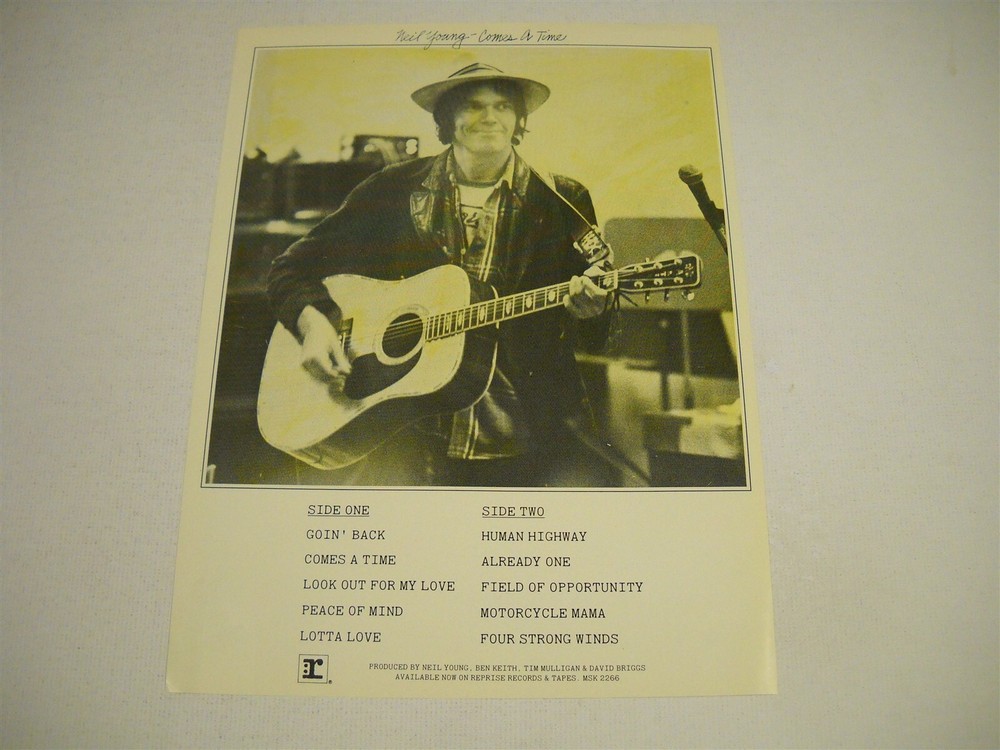 Neil Young - Comes A Time
SIDE ONE
GOIN' BACK
COMES A TIME
LOOK OUT FOR MY LOVE
PEACE OF MIND
LOTTA LOVE
SIDE TWO
HUMAN HIGHWAY
ALREADY ONE
FIELD OF OPPORTUNITY
MOTORCYCLE MAMA
FOUR STRONG WINDS
:r
PRODUCED BY NEIL YOUNG, BEN KEITH, TIM MULLIGAN & DAVID BRIGGS
AVAILABLE NOW ON REPRISE RECORDS & TAPES. MSK 2266